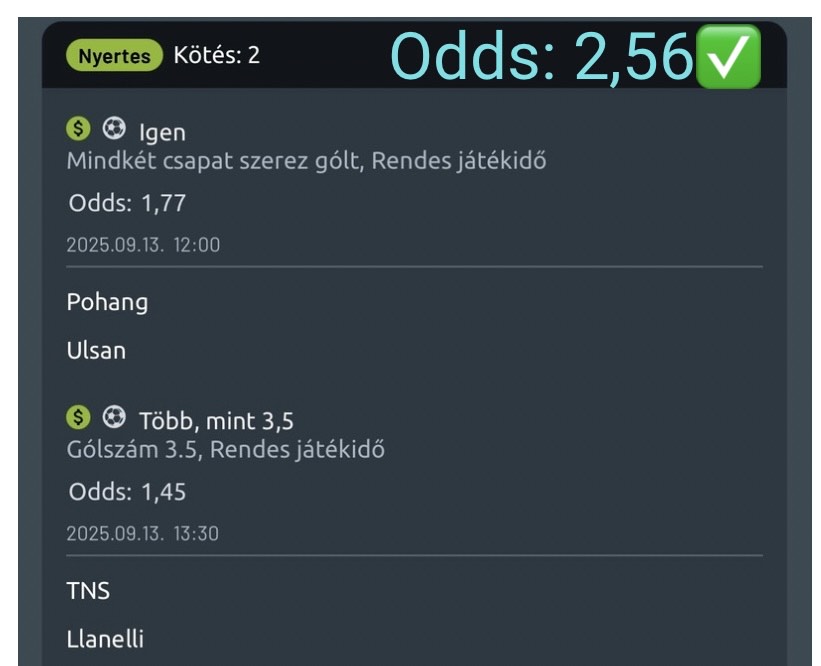 Nyertes Kötés: 2 Odds: 2,56✅
Igen
Mindkét csapat szerez gólt, Rendes játékidő
Odds: 1,77
2025.09.13. 12:00
Pohang
Ulsan
Több, mint 3,5
Gólszám 3.5, Rendes játékidő
Odds: 1,45
2025.09.13. 13:30
TNS
Llanelli